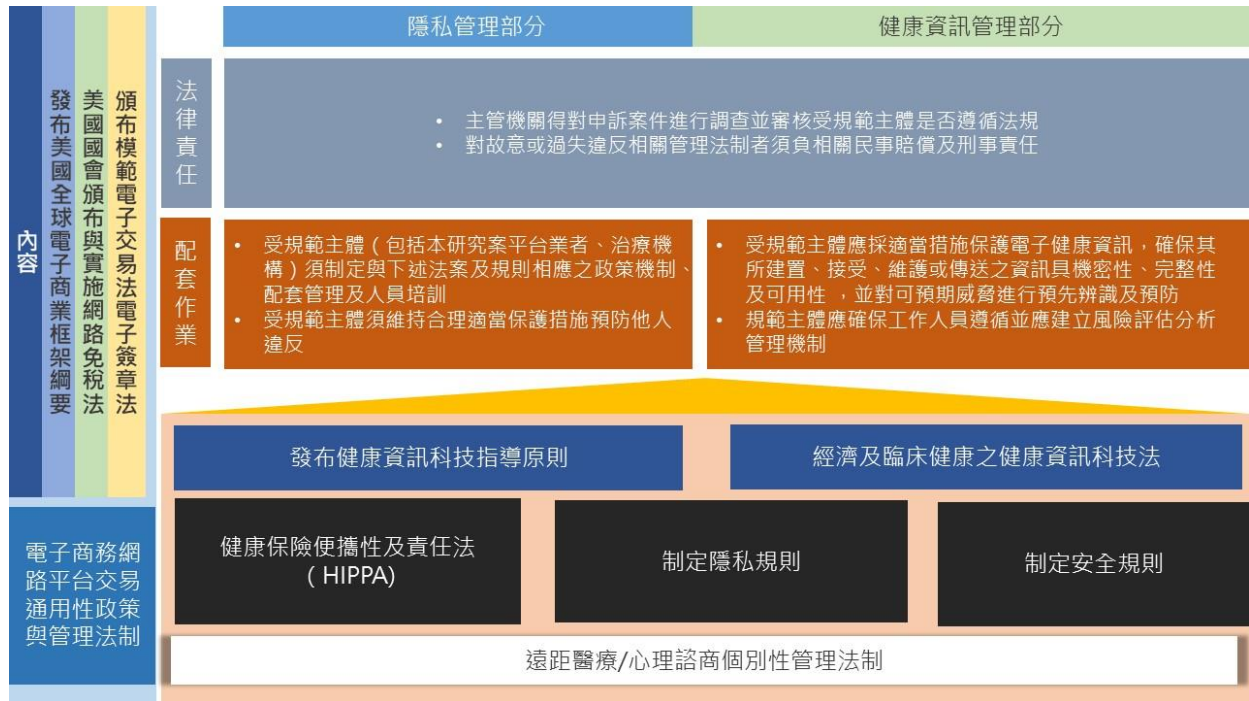 隱私管理部分
健康資訊管理部分
內容
發布美國全球電子商業框架綱要
美國國會頒布與實施網路免稅法
頒布模範電子交易法電子簽章法
法律責任
• 主管機關得對申訴案件進行調查並審核受規範主體是否遵循法規
• 對故意或過失違反相關管理法制者須負相關民事賠償及刑事責任
配套作業
• 受規範主體（包括本研究案平台業者、治療機
構）須制定與下述法案及規則相應之政策機制、
配套管理及人員培訓
• 受規範主體須維持合理適當保護措施預防他人
違反
• 受規範主體應採適當措施保護電子健康資訊，確保其
所建置、接受、維護或傳送之資訊具機密性、完整性
及可用性 ，並對可預期威脅進行預先辨識及預防
• 規範主體應確保工作人員遵循並應建立風險評估分析
管理機制
發布健康資訊科技指導原則
經濟及臨床健康之健康資訊科技法
電子商務網
路平台交易
通用性政策
與管理法制
健康保險便攜性及責任法
( HIPPA)
制定隱私規則
制定安全規則
遠距醫療/心理諮商個別性管理法制